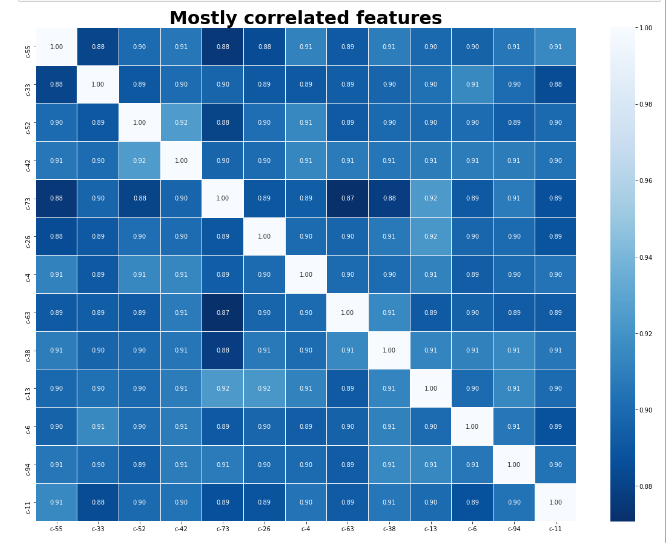 Mostly correlated features
c-55 1.00 0.88 0.90 0.91 0.88 0.88 0.91 0.89 0.91 0.90 0.90 0.91 0.91
c-33 0.88 1.00 0.89 0.90 0.90 0.89 0.89 0.89 0.90 0.90 0.91 0.90 0.88
c-52 0.90 0.89 1.00 0.92 0.88 0.90 0.91 0.89 0.90 0.90 0.90 0.89 0.90
c-42 0.91 0.90 0.92 1.00 0.90 0.90 0.91 0.91 0.91 0.91 0.91 0.91 0.90
c-73 0.88 0.90 0.88 0.90 1.00 0.89 0.89 0.87 0.88 0.92 0.89 0.91 0.89
c-26 0.88 0.89 0.90 0.90 0.89 1.00 0.90 0.90 0.91 0.92 0.90 0.90 0.89
c-4 0.91 0.89 0.91 0.91 0.89 0.90 1.00 0.90 0.90 0.91 0.89 0.90 0.90
c-63 0.89 0.89 0.89 0.91 0.87 0.90 0.90 1.00 0.91 0.89 0.90 0.89 0.89
c-38 0.91 0.90 0.90 0.91 0.88 0.91 0.90 0.91 1.00 0.91 0.91 0.91 0.91
c-13 0.90 0.90 0.90 0.91 0.92 0.92 0.91 0.89 0.91 1.00 0.90 0.91 0.90
c-6 0.90 0.91 0.90 0.91 0.89 0.90 0.89 0.90 0.91 0.90 1.00 0.91 0.89
c-94 0.91 0.90 0.89 0.91 0.91 0.90 0.90 0.89 0.91 0.91 0.91 1.00 0.90
c-11 0.91 0.88 0.90 0.90 0.89 0.89 0.90 0.89 0.91 0.90 0.89 0.90 1.00
c-55 c-33 c-52 c-42 c-73 c-26 c-4 c-63 c-38 c-13 c-6 c-94 c-11
1.00
0.98
0.96
0.94
0.92
0.90
0.88